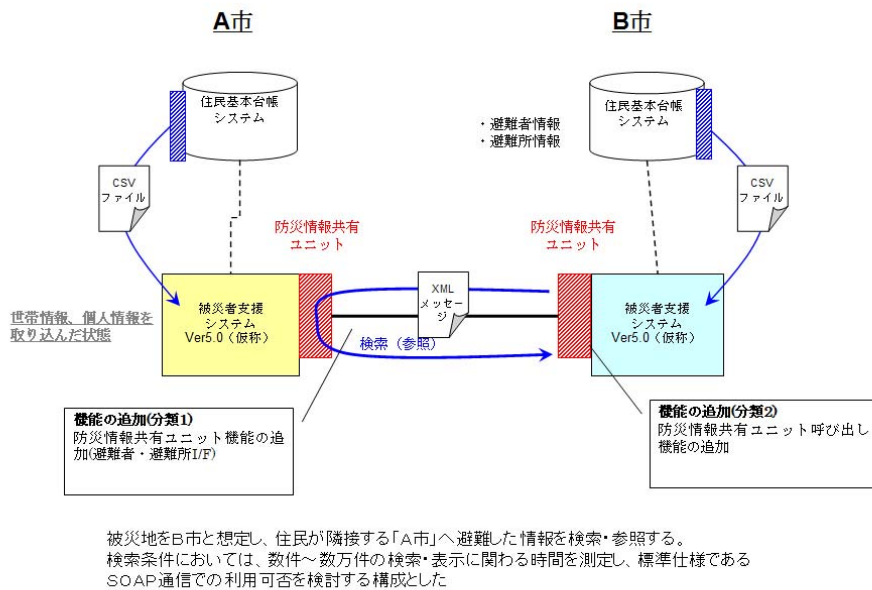 A市
B市
住民基本台帳
システム
住民基本台帳
システム
・避難者情報
・避難所情報
CSV
ファイル
CSV
ファイル
防災情報共有
ユニット
防災情報共有
ユニット
XML
メッセー
ジ
被災者支援
システム
Ver5.0（仮称）
被災者支援
システム
Ver5.0（仮称）
世帯情報、個人情報を
取り込んだ状態
検索（参照）
機能の追加(分類1)
防災情報共有ユニット機能の追
加(避難者・避難所I/F)
機能の追加(分類2)
防災情報共有ユニット呼び出し
機能の追加
被災地をB市と想定し、住民が隣接する「A市」へ避難した情報を検索・参照する。
検索条件においては、数件～数万件の検索・表示に関わる時間を測定し、標準仕様である
SOAP通信での利用可否を検討する構成とした